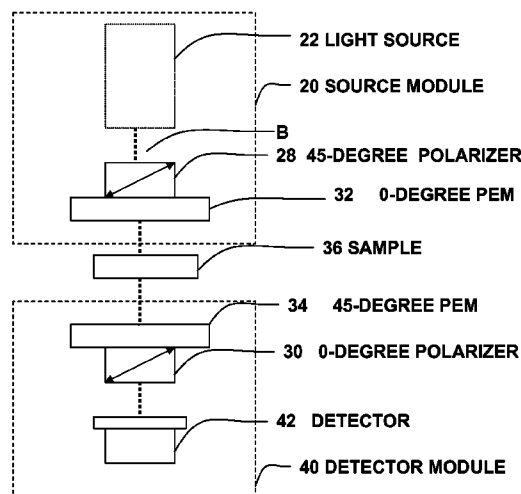 22 LIGHT SOURCE
20 SOURCE MODULE
B
28 45-DEGREE POLARIZER
32 0-DEGREE PEM
36 SAMPLE
34 45-DEGREE PEM
30 0-DEGREE POLARIZER
42 DETECTOR
40 DETECTOR MODULE